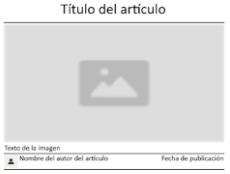 Título del artículo
Texto de la imagen
Nombre del autor del artículo Fecha de publicación